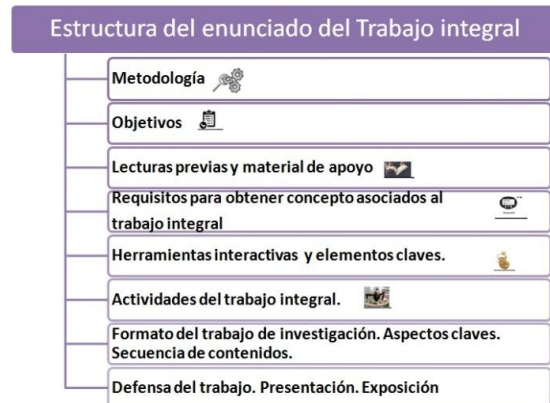 Estructura del enunciado del Trabajo integral
Metodología
Objetivos
Lecturas previas y material de apoyo
Requisitos para obtener concepto asociados al
trabajo integral
Herramientas interactivas y elementos claves.
Actividades del trabajo integral.
Formato del trabajo de investigación. Aspectos claves.
Secuencia de contenidos.
Defensa del trabajo. Presentación. Exposición